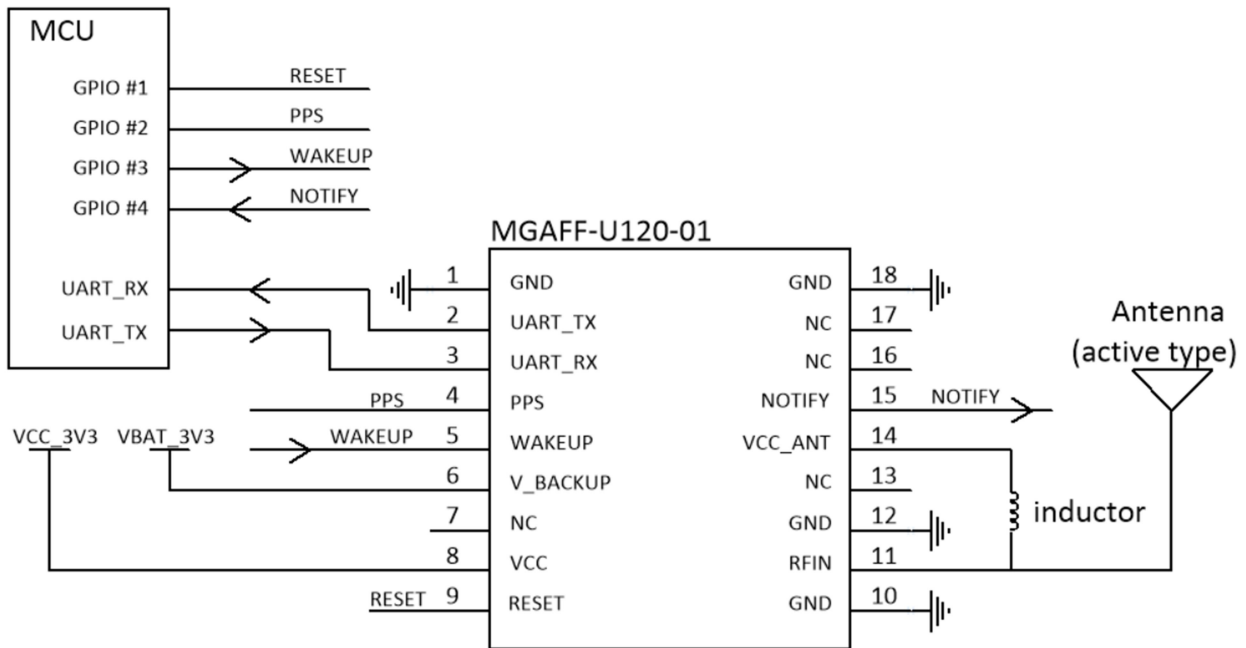 MCU
GPIO #1
RESET
GPIO #2
PPS
GPIO #3
WAKEUP
GPIO #4
NOTIFY
UART_RX
UART_TX
MGAFF-U120-01
1 GND
2 UART_TX
3 UART_RX
PPS 4 PPS
WAKEUP 5 WAKEUP
VCC_3V3
VBAT_3V3
6 V_BACKUP
7 NC
8 VCC
RESET 9 RESET
GND 18
NC 17
NC 16
NOTIFY 15 NOTIFY
VCC_ANT 14
NC 13
GND 12
RFIN 11
GND 10
inductor
Antenna
(active type)